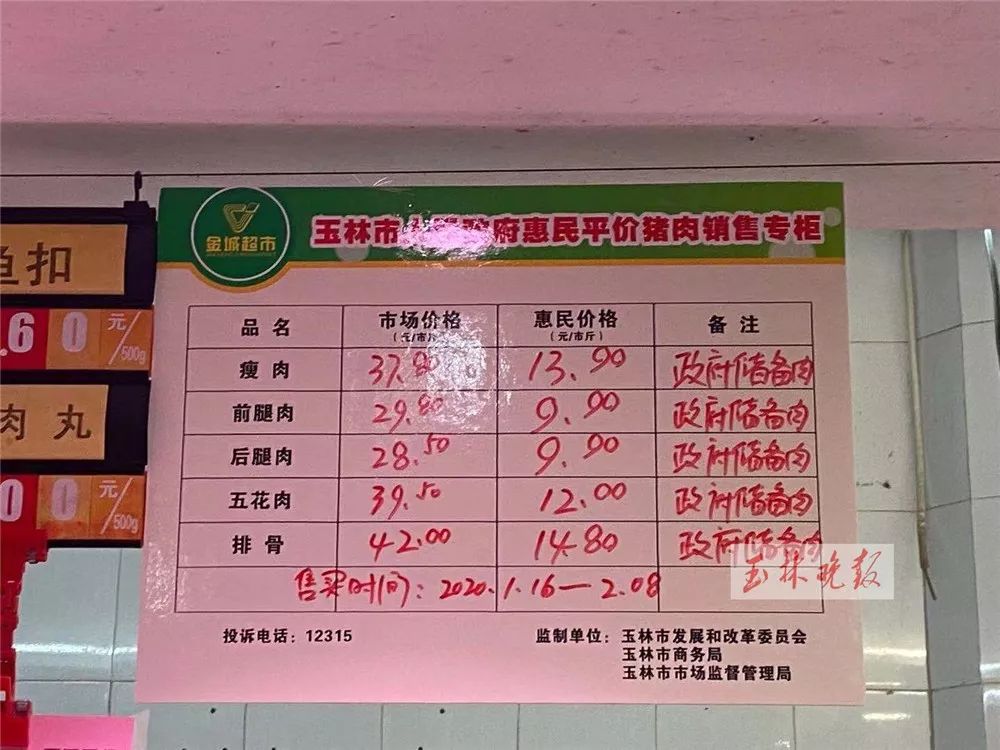 金城超市
玉林市人民政府惠民平价猪肉销售专柜
鱼扣
.60 元/500g
肉丸
00 元/500g
品名 市场价格(元/市斤) 惠民价格(元/市斤) 备注
瘦肉 37.80 13.90 政府储备肉
前腿肉 29.80 9.90 政府储备肉
后腿肉 28.50 9.90 政府储备肉
五花肉 39.50 12.00 政府储备肉
排骨 42.00 14.80 政府储备肉
售买时间：2020.1.16—2.08
玉林晚报
投诉电话：12315 监制单位：玉林市发展和改革委员会
玉林市商务局
玉林市市场监督管理局